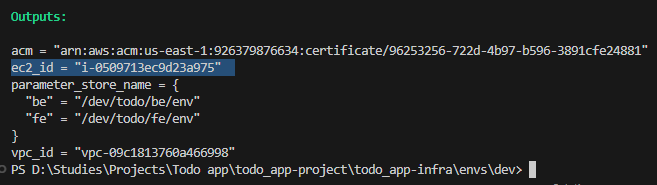 Outputs:
acm = "arn:aws:acm:us-east-1:926379876634:certificate/96253256-722d-4b97-b596-3891cfe24881"
ec2_id = "i-0509713ec9d23a975"
parameter_store_name = {
  "be" = "/dev/todo/be/env"
  "fe" = "/dev/todo/fe/env"
}
vpc_id = "vpc-09c1813760a466998"
PS D:\Studies\Projects\Todo app\todo_app-project\todo_app-infra\envs\dev>